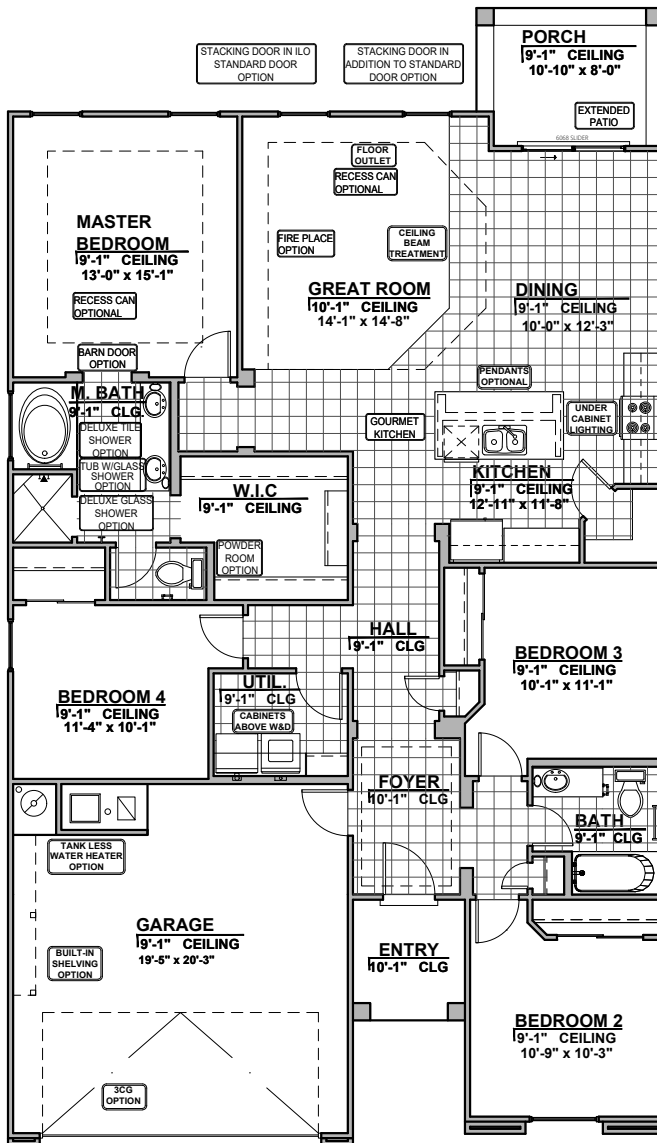 PORCH
9'-1" CEILING
10'-10" x 8'-0"
STACKING DOOR IN ILO
STANDARD DOOR
OPTION
STACKING DOOR IN
ADDITION TO STANDARD
DOOR OPTION
EXTENDED
PATIO
6068 SLIDER
FLOOR
OUTLET
RECESS CAN
OPTIONAL
MASTER
BEDROOM
9'-1" CEILING
13'-0" x 15'-1"
RECESS CAN
OPTIONAL
FIRE PLACE
OPTION
CEILING
BEAM
TREATMENT
GREAT ROOM
10'-1" CEILING
14'-1" x 14'-8"
DINING
9'-1" CEILING
10'-0" x 12'-3"
BARN DOOR
OPTION
M. BATH
9'-1" CLG.
DELUXE TILE
SHOWER
OPTION
TUB W/GLASS
SHOWER
OPTION
DELUXE GLASS
SHOWER
OPTION
PENDANTS
OPTIONAL
GOURMET
KITCHEN
UNDER
CABINET
LIGHTING
KITCHEN
9'-1" CEILING
12'-11" x 11'-8"
W.I.C
9'-1" CEILING
POWDER
ROOM
OPTION
HALL
9'-1" CLG
BEDROOM 3
9'-1" CEILING
10'-1" x 11'-1"
BEDROOM 4
9'-1" CEILING
11'-4" x 10'-1"
UTIL.
9'-1" CLG
CABINETS
ABOVE W&D
FOYER
10'-1" CLG
BATH
9'-1" CLG
TANK LESS
WATER HEATER
OPTION
GARAGE
9'-1" CEILING
19'-5" x 20'-3"
BUILT-IN
SHELVING
OPTION
ENTRY
10'-1" CLG
BEDROOM 2
9'-1" CEILING
10'-9" x 10'-3"
3CG
OPTION